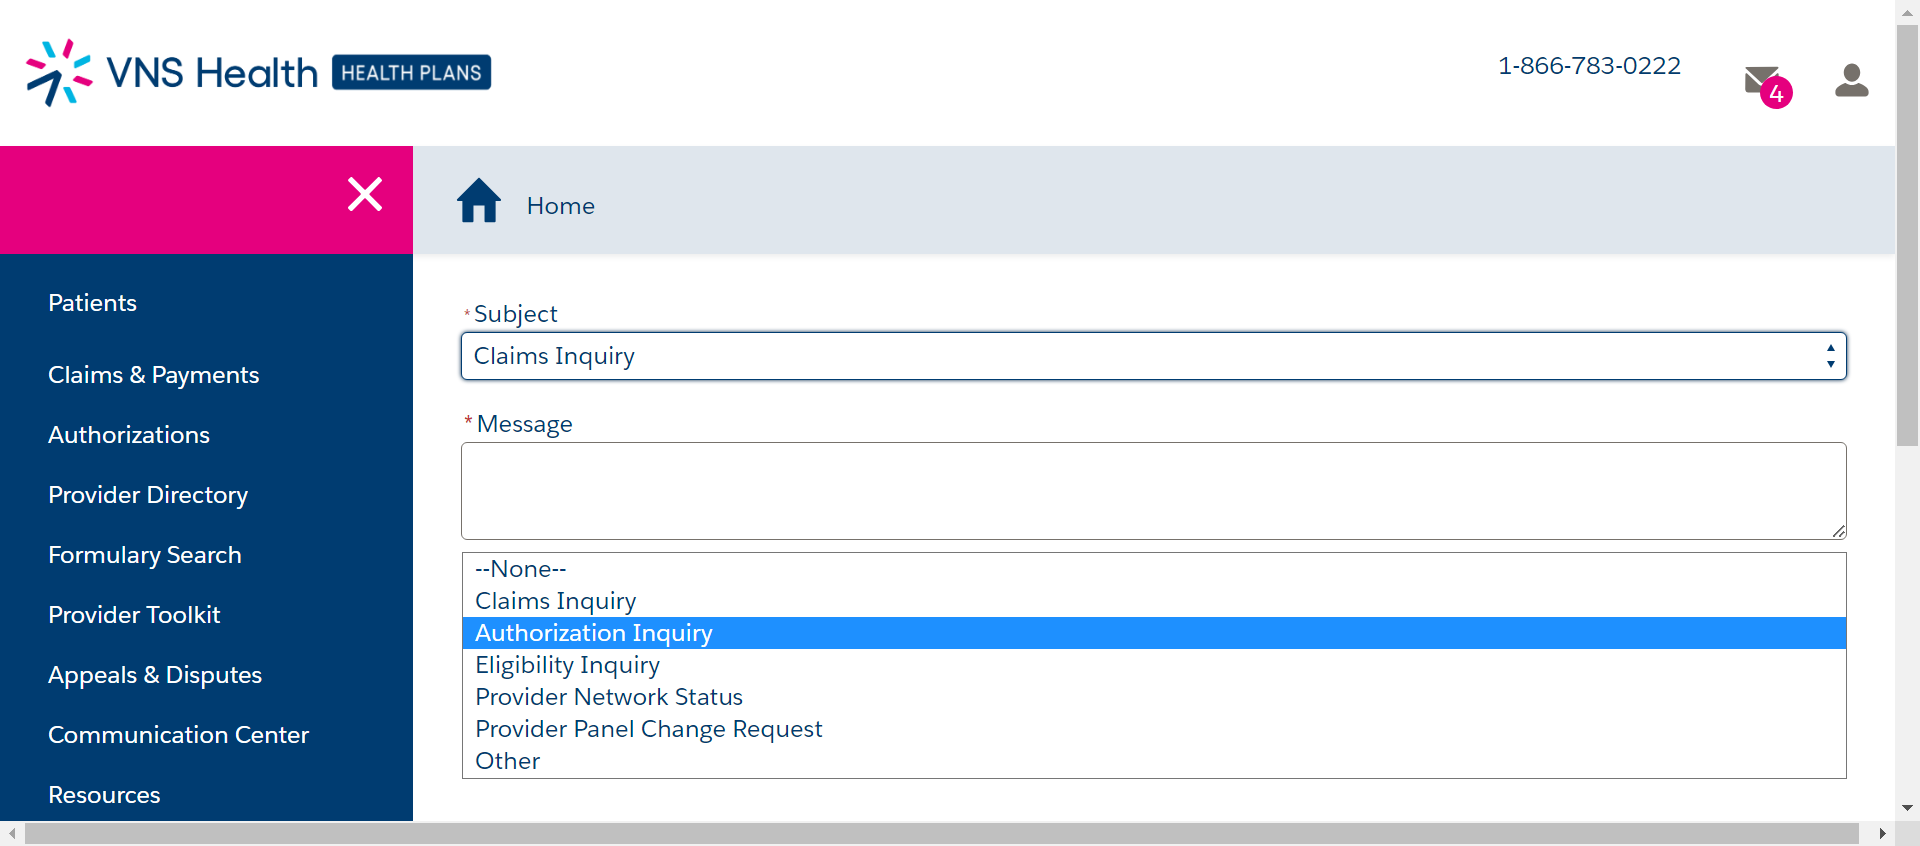 VNS Health HEALTH PLANS
1-866-783-0222
4
Home
Patients
Claims & Payments
Authorizations
Provider Directory
Formulary Search
Provider Toolkit
Appeals & Disputes
Communication Center
Resources
*Subject
Claims Inquiry
*Message
--None--
Claims Inquiry
Authorization Inquiry
Eligibility Inquiry
Provider Network Status
Provider Panel Change Request
Other